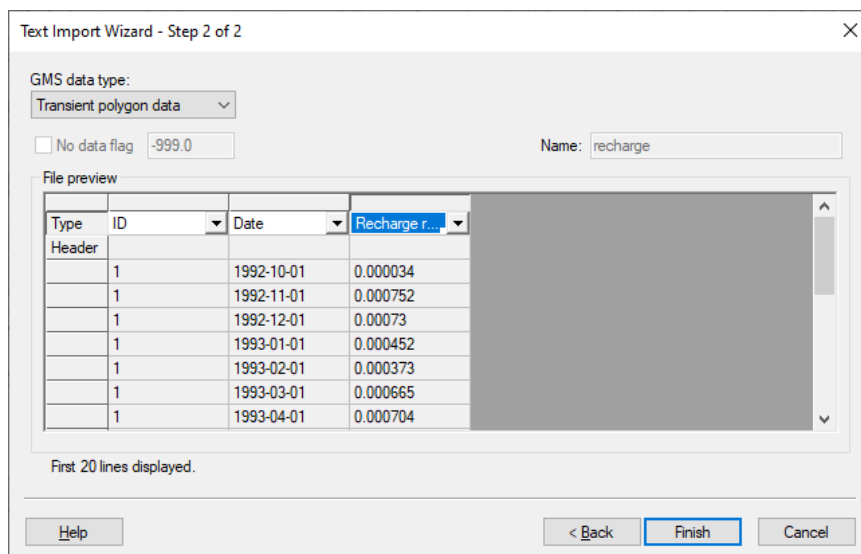 Text Import Wizard - Step 2 of 2
GMS data type:
Transient polygon data
No data flag -999.0 Name: recharge
File preview
Type ID Date Recharge r...
Header
1 1992-10-01 0.000034
1 1992-11-01 0.000752
1 1992-12-01 0.00073
1 1993-01-01 0.000452
1 1993-02-01 0.000373
1 1993-03-01 0.000665
1 1993-04-01 0.000704
First 20 lines displayed.
Help < Back Finish Cancel